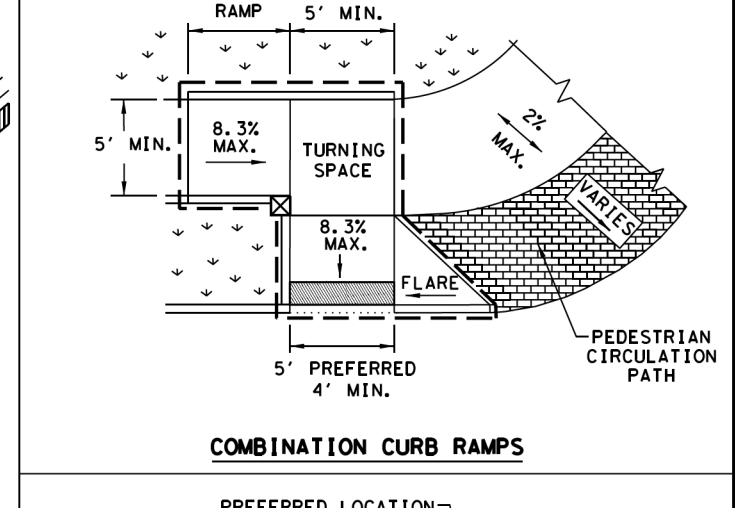 RAMP
5' MIN.
5' MIN.
8.3%
MAX.
TURNING
SPACE
2%
MAX.
VARIES
8.3%
MAX.
FLARE
PEDESTRIAN
CIRCULATION
PATH
5' PREFERRED
4' MIN.
COMBINATION CURB RAMPS
PREFERRED LOCATION